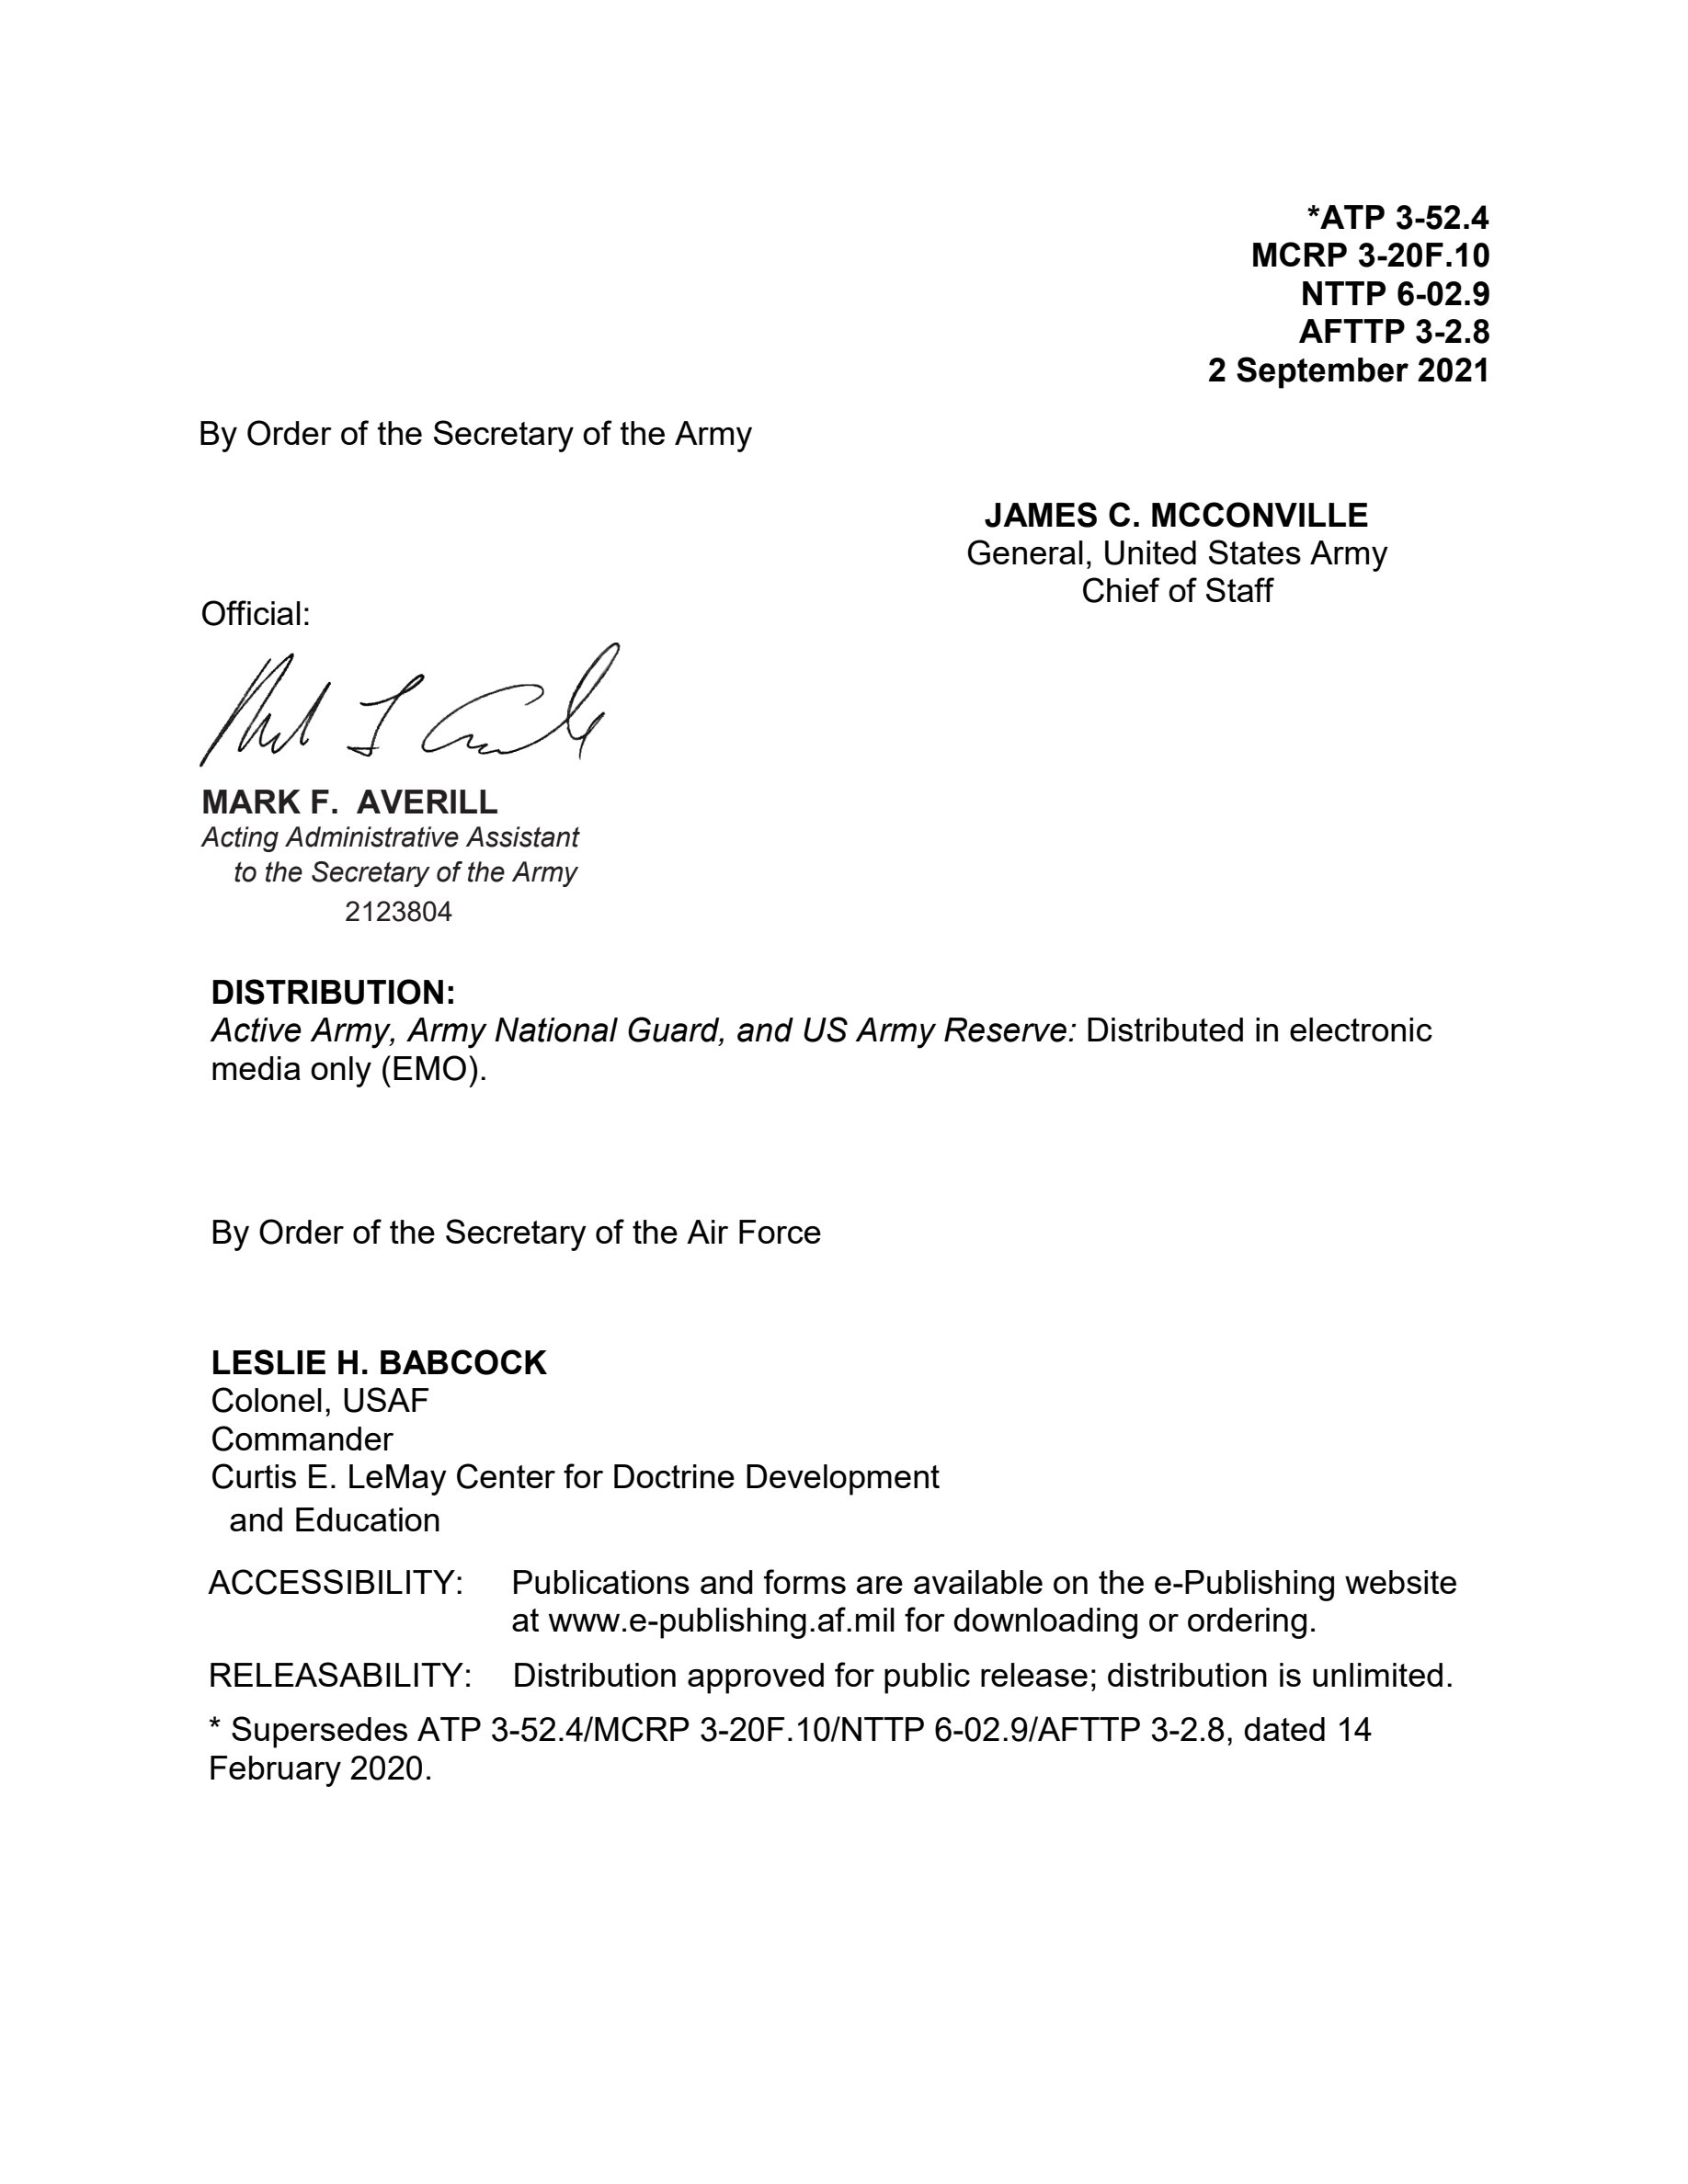 *ATP 3-52.4
MCRP 3-20F.10
NTTP 6-02.9
AFTTP 3-2.8
2 September 2021
By Order of the Secretary of the Army
JAMES C. MCCONVILLE
General, United States Army
Chief of Staff
Official:
MARK F. AVERILL
Acting Administrative Assistant
to the Secretary of the Army
2123804
DISTRIBUTION:
Active Army, Army National Guard, and US Army Reserve: Distributed in electronic
media only (EMO).
By Order of the Secretary of the Air Force
LESLIE H. BABCOCK
Colonel, USAF
Commander
Curtis E. LeMay Center for Doctrine Development
and Education
ACCESSIBILITY: Publications and forms are available on the e-Publishing website
at www.e-publishing.af.mil for downloading or ordering.
RELEASABILITY: Distribution approved for public release; distribution is unlimited.
* Supersedes ATP 3-52.4/MCRP 3-20F.10/NTTP 6-02.9/AFTTP 3-2.8, dated 14
February 2020.